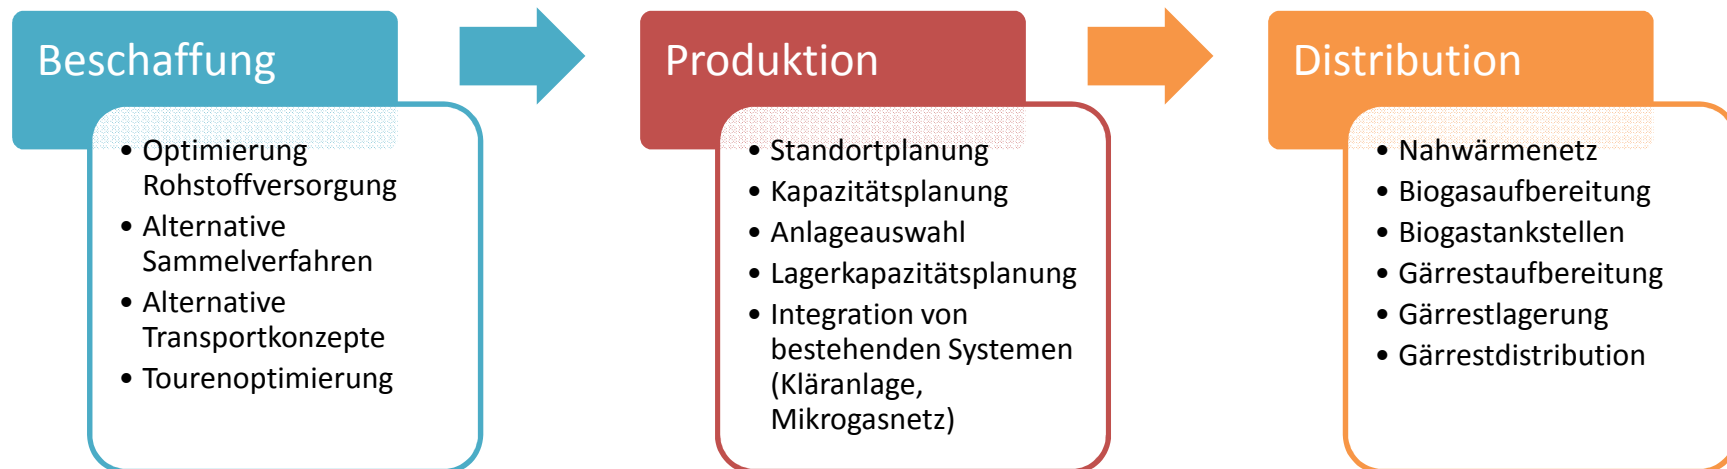 Beschaffung
• Optimierung
Rohstoffversorgung
• Alternative
Sammelverfahren
• Alternative
Transportkonzepte
• Tourenoptimierung
Produktion
• Standortplanung
• Kapazitätsplanung
• Anlageauswahl
• Lagerkapazitätsplanung
• Integration von
bestehenden Systemen
(Kläranlage,
Mikrogasnetz)
Distribution
• Nahwärmenetz
• Biogasaufbereitung
• Biogastankstellen
• Gärrestaufbereitung
• Gärrestlagerung
• Gärrestdistribution